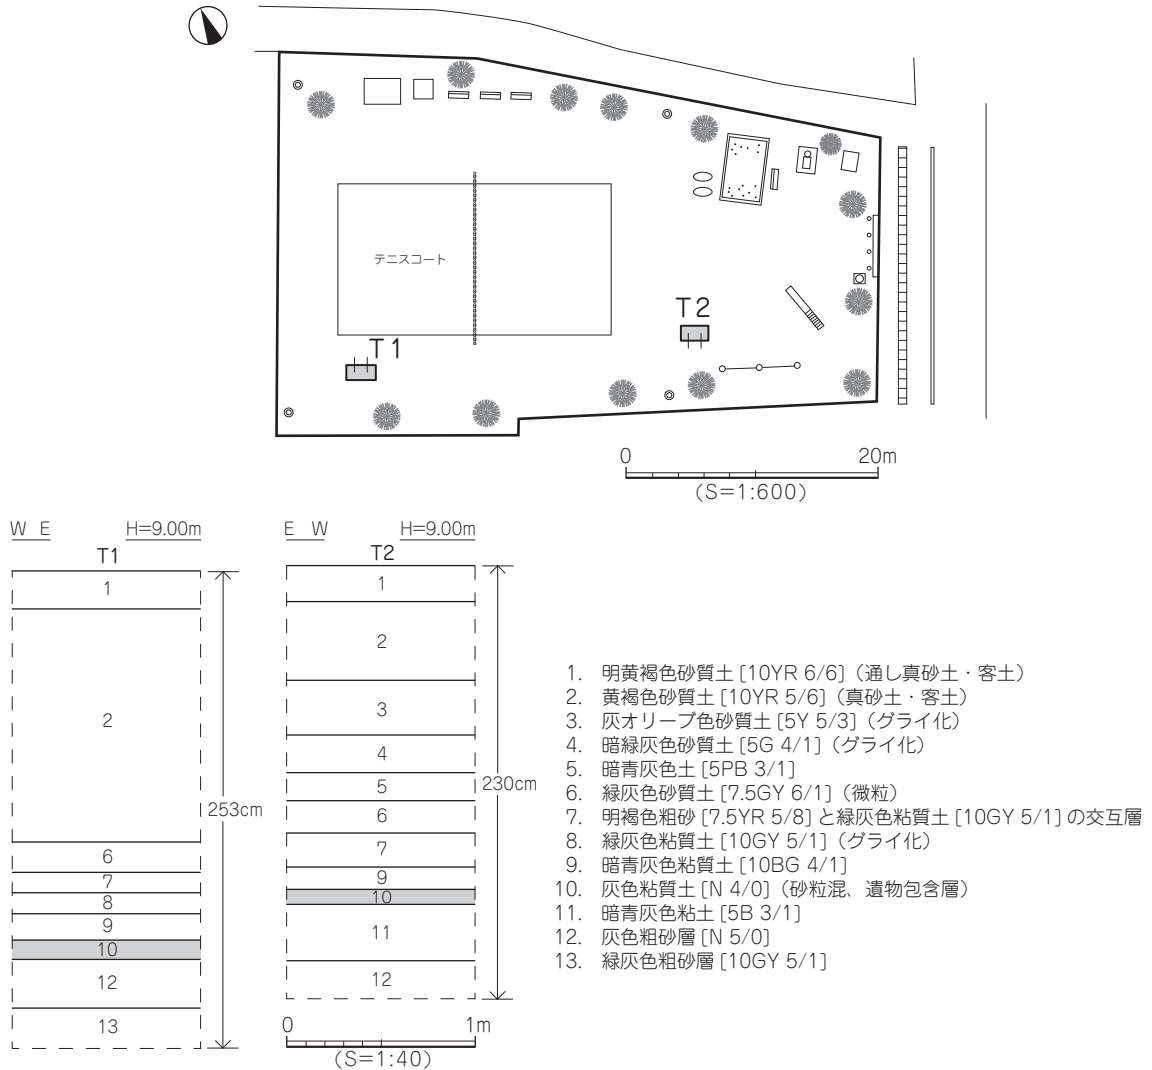 テニスコート
T1
T2
0 20m
（S=1:600）
W E H=9.00m
T1
1
2
6
7
8
9
10
12
13
253cm
E W H=9.00m
T2
1
2
3
4
5
6
7
9
10
11
12
230cm
0 1m
（S=1:40）
1. 明黄褐色砂質土 [10YR 6/6]（通し真砂土・客土）
2. 黄褐色砂質土 [10YR 5/6]（真砂土・客土）
3. 灰オリーブ色砂質土 [5Y 5/3]（グライ化）
4. 暗緑灰色砂質土 [5G 4/1]（グライ化）
5. 暗青灰色土 [5PB 3/1]
6. 緑灰色砂質土 [7.5GY 6/1]（微粒）
7. 明褐色粗砂 [7.5YR 5/8] と緑灰色粘質土 [10GY 5/1] の交互層
8. 緑灰色粘質土 [10GY 5/1]（グライ化）
9. 暗青灰色粘質土 [10BG 4/1]
10. 灰色粘質土 [N 4/0]（砂粒混、遺物包含層）
11. 暗青灰色粘土 [5B 3/1]
12. 灰色粗砂層 [N 5/0]
13. 緑灰色粗砂層 [10GY 5/1]